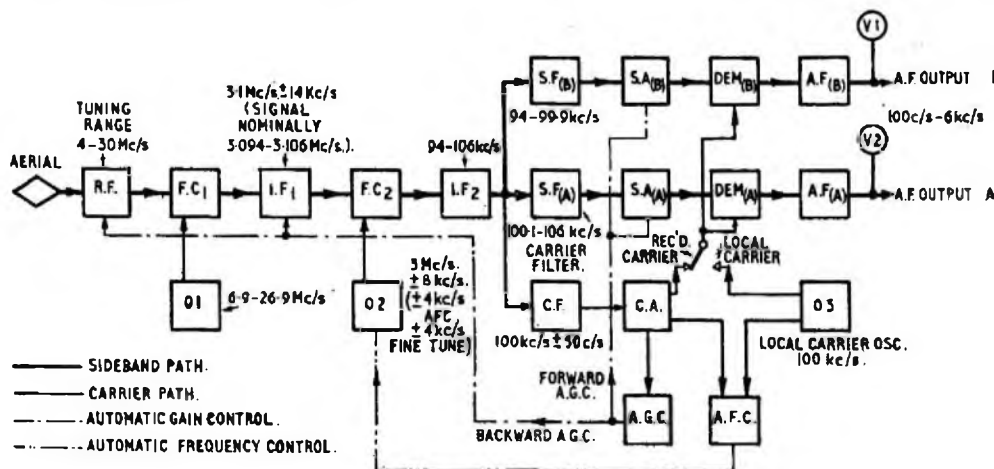 V1
S.F(B)
S.A(B)
DEM(B)
A.F(B)
A.F. OUTPUT
94-99.9kc/s
100c/s-6kc/s
3.1Mc/s.±14Kc/s
(SIGNAL
NOMINALLY
3.094-3.106Mc/s.).
TUNING
RANGE
4-30Mc/s
94-106kc/s
V2
AERIAL
R.F.
F.C1
I.F1
F.C2
I.F2
S.F(A)
S.A(A)
DEM(A)
A.F(A)
A.F. OUTPUT A
100.1-106 kc/s
CARRIER
FILTER.
REC'D.
CARRIER
LOCAL
CARRIER
O1
6.9-26.9Mc/s
O2
3Mc/s.
±8kc/s.
(±4kc/s
AFC,
±4kc/s
FINE TUNE)
C.F.
C.A.
O3
100kc/s±50c/s
LOCAL CARRIER OSC.
100 kc/s.
SIDEBAND PATH.
CARRIER PATH.
AUTOMATIC GAIN CONTROL.
AUTOMATIC FREQUENCY CONTROL.
FORWARD
A.G.C.
BACKWARD A.G.C.
A.G.C.
A.F.C.